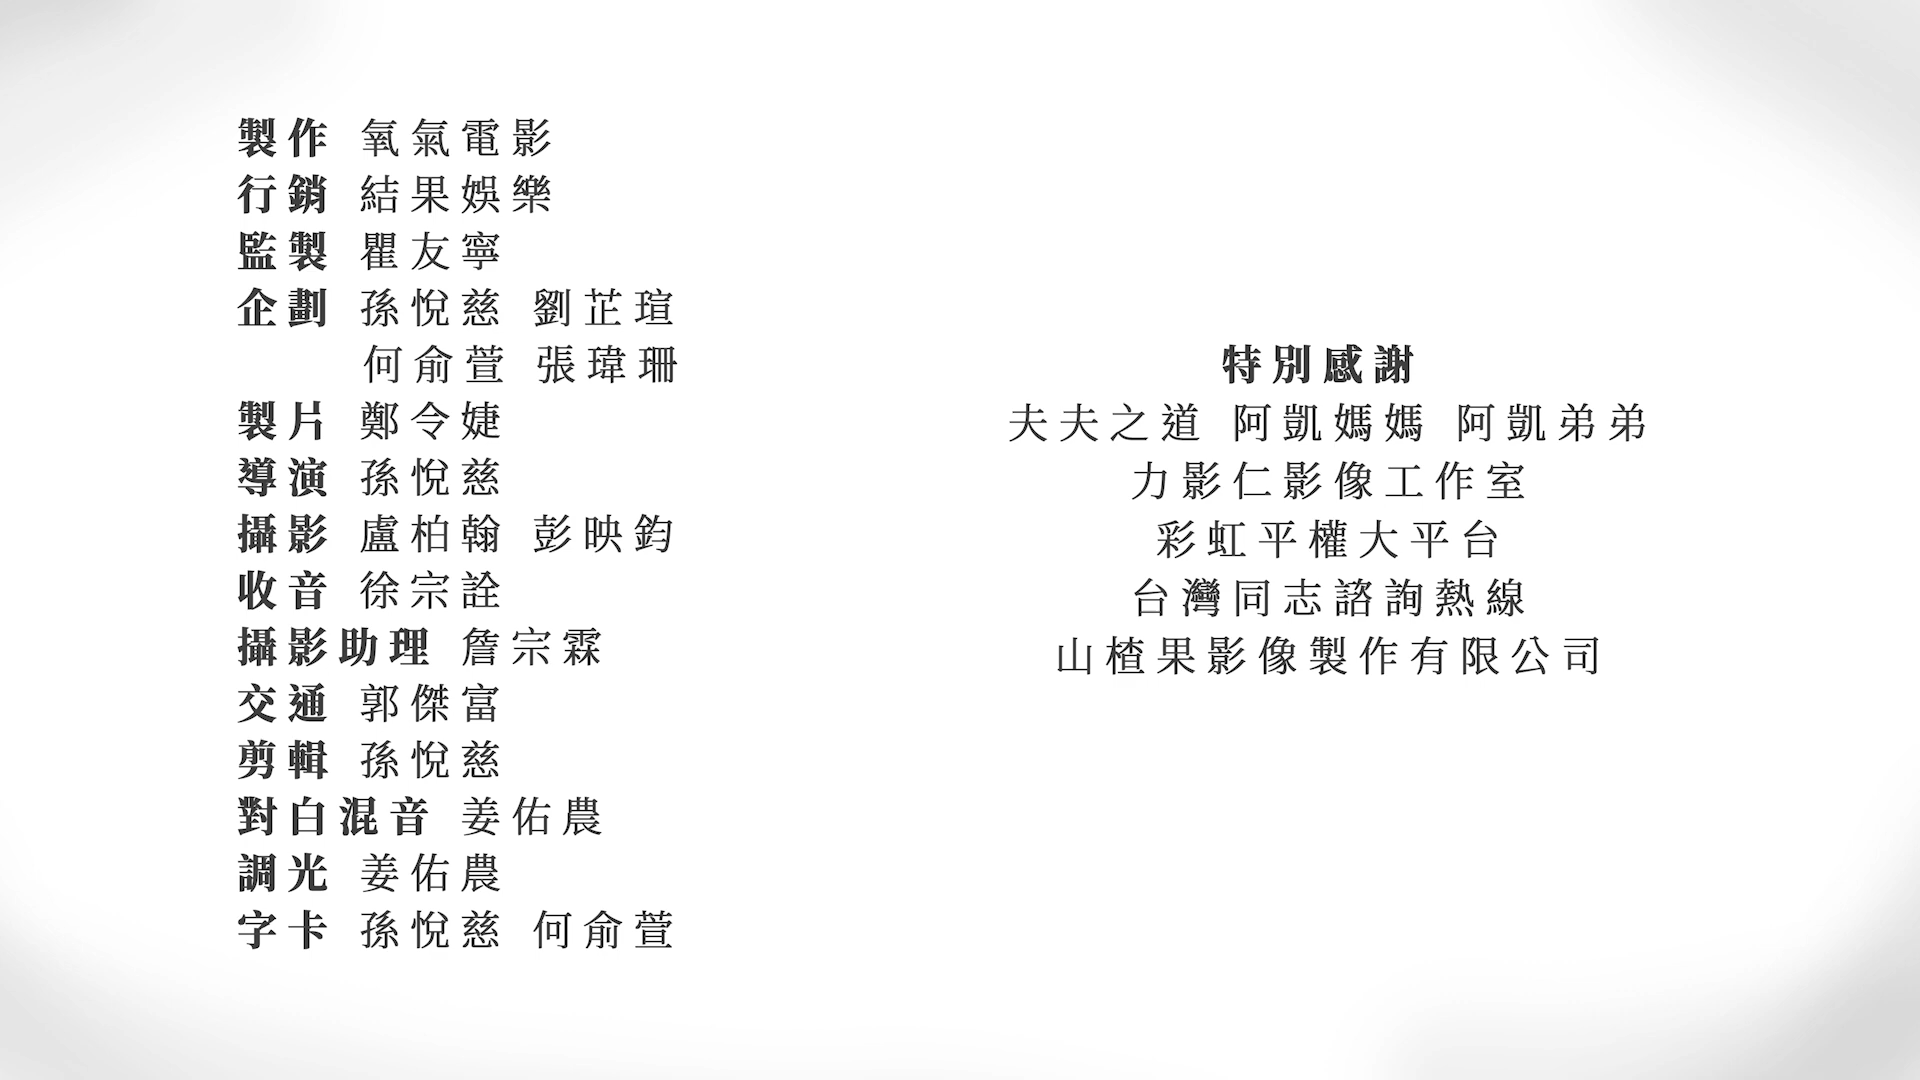 製作 氧氣電影
行銷 結果娛樂
監製 瞿友寧
企劃 孫悅慈 劉芷瑄
何俞萱 張瑋珊
製片 鄭令婕
導演 孫悅慈
攝影 盧柏翰 彭映鈞
收音 徐宗詮
攝影助理 詹宗霖
交通 郭傑富
剪輯 孫悅慈
對白混音 姜佑農
調光 姜佑農
字卡 孫悅慈 何俞萱
特別感謝
夫夫之道 阿凱媽媽 阿凱弟弟
力影仁影像工作室
彩虹平權大平台
台灣同志諮詢熱線
山楂果影像製作有限公司